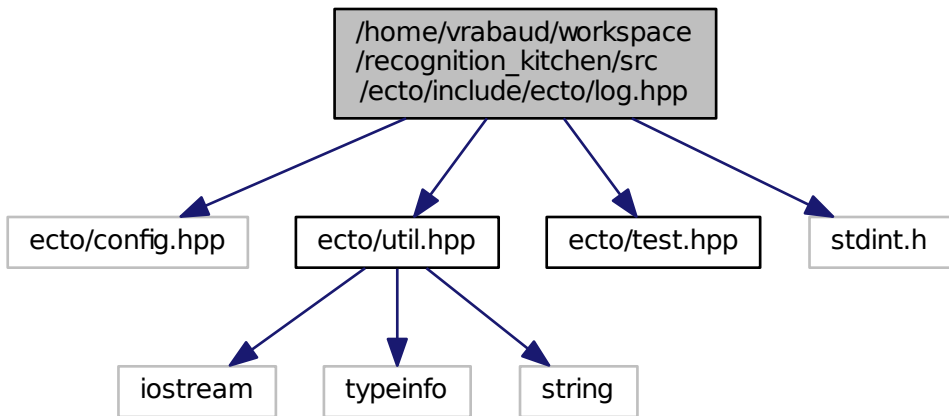 /home/vrabaud/workspace
/recognition_kitchen/src
/ecto/include/ecto/log.hpp
ecto/config.hpp
ecto/util.hpp
ecto/test.hpp
stdint.h
iostream
typeinfo
string